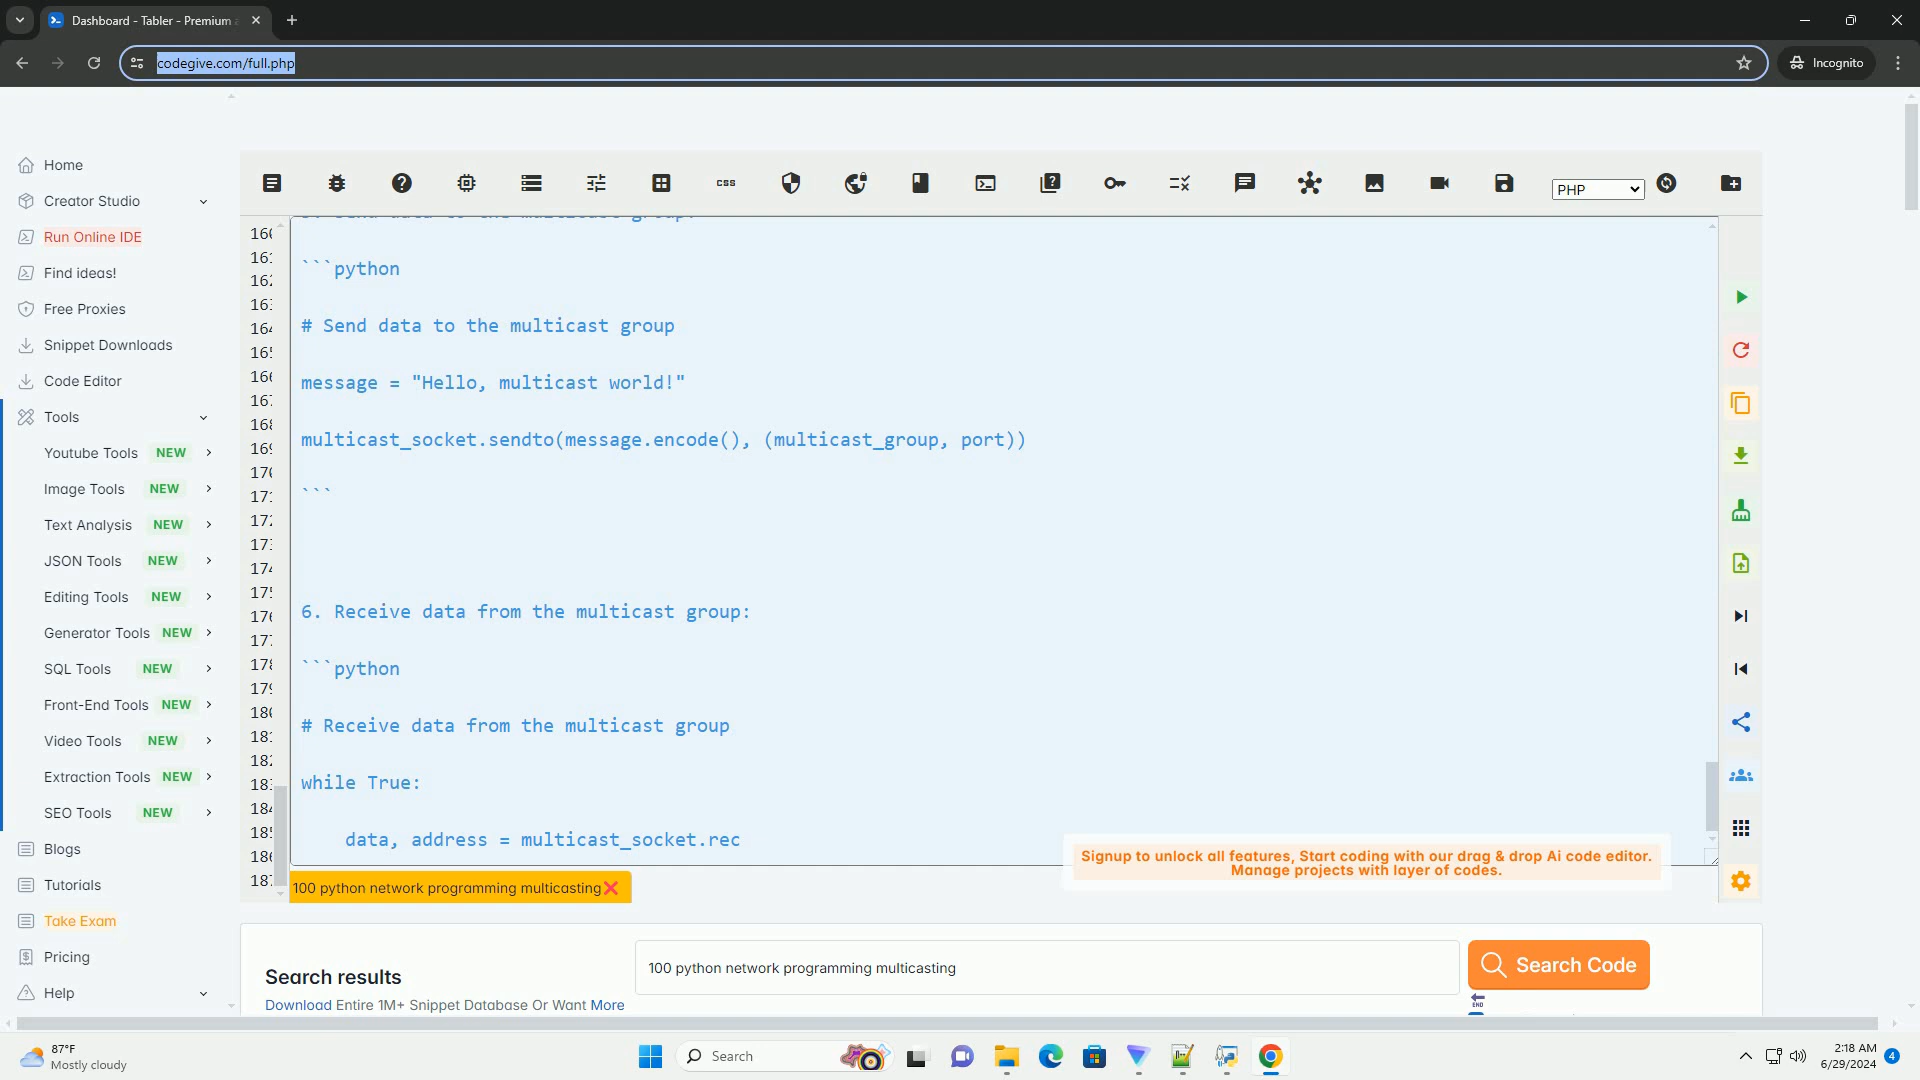 Dashboard - Tabler - Premium
codegive.com/full.php
Incognito
Home
Creator Studio
Run Online IDE
Find ideas!
Free Proxies
Snippet Downloads
Code Editor
Tools
Youtube Tools NEW
Image Tools NEW
Text Analysis NEW
JSON Tools NEW
Editing Tools NEW
Generator Tools NEW
SQL Tools NEW
Front-End Tools NEW
Video Tools NEW
Extraction Tools NEW
SEO Tools NEW
Blogs
Tutorials
Take Exam
Pricing
Help
css
PHP
```python
# Send data to the multicast group
message = "Hello, multicast world!"
multicast_socket.sendto(message.encode(), (multicast_group, port))
```
6. Receive data from the multicast group:
```python
# Receive data from the multicast group
while True:
data, address = multicast_socket.rec
Signup to unlock all features, Start coding with our drag & drop Ai code editor.
Manage projects with layer of codes.
100 python network programming multicasting
Search results
100 python network programming multicasting
Search Code
Download Entire 1M+ Snippet Database Or Want More
END
87°F
Mostly cloudy
Search
2:18 AM
6/29/2024
4